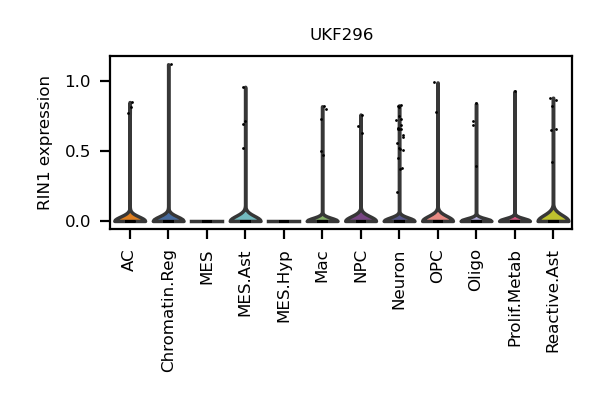 UKF296
RIN1 expression
1.0
0.5
0.0
AC
Chromatin.Reg
MES
MES.Ast
MES.Hyp
Mac
NPC
Neuron
OPC
Oligo
Prolif.Metab
Reactive.Ast